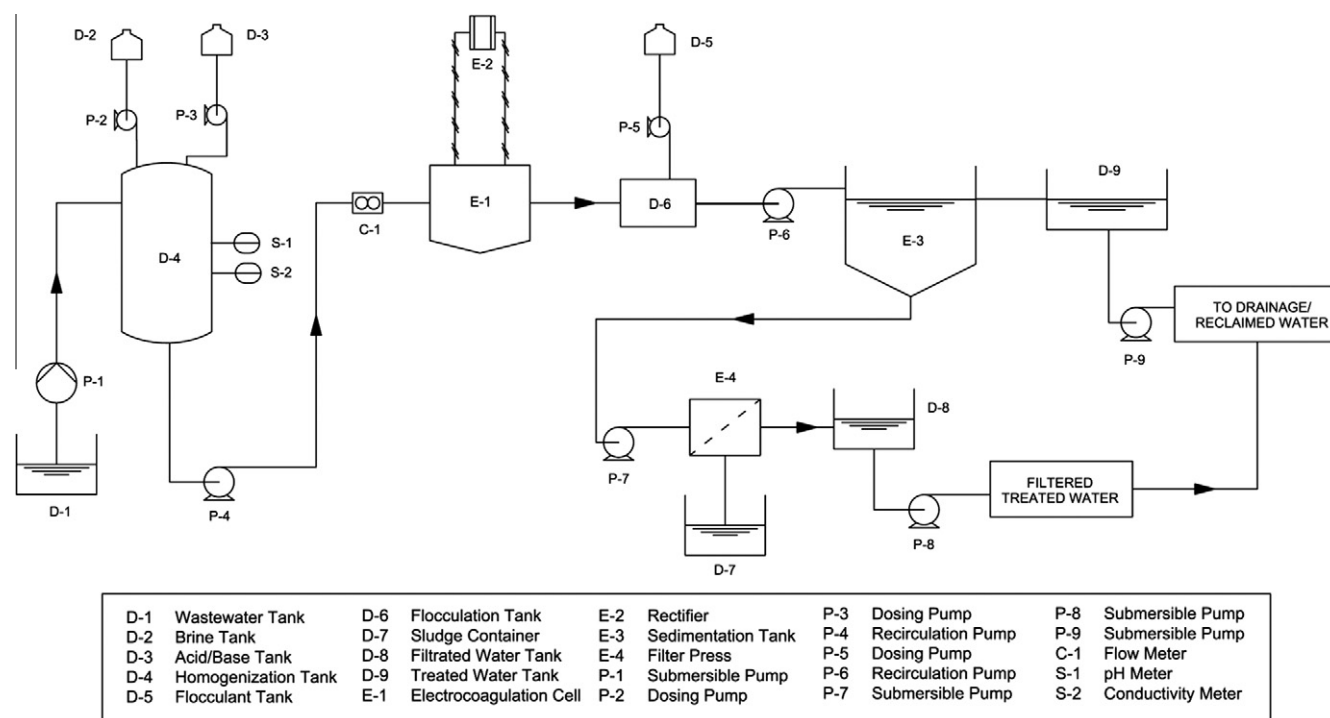 D-2
D-3
E-2
D-5
P-2
P-3
P-5
D-9
D-4
S-1
S-2
C-1
E-1
D-6
P-6
E-3
TO DRAINAGE/
RECLAIMED WATER
P-1
P-9
E-4
D-8
D-1
P-4
P-7
FILTERED
TREATED WATER
P-8
D-7
D-1 Wastewater Tank
D-2 Brine Tank
D-3 Acid/Base Tank
D-4 Homogenization Tank
D-5 Flocculant Tank
D-6 Flocculation Tank
D-7 Sludge Container
D-8 Filtrated Water Tank
D-9 Treated Water Tank
E-1 Electrocoagulation Cell
E-2 Rectifier
E-3 Sedimentation Tank
E-4 Filter Press
P-1 Submersible Pump
P-2 Dosing Pump
P-3 Dosing Pump
P-4 Recirculation Pump
P-5 Dosing Pump
P-6 Recirculation Pump
P-7 Submersible Pump
P-8 Submersible Pump
P-9 Submersible Pump
C-1 Flow Meter
S-1 pH Meter
S-2 Conductivity Meter